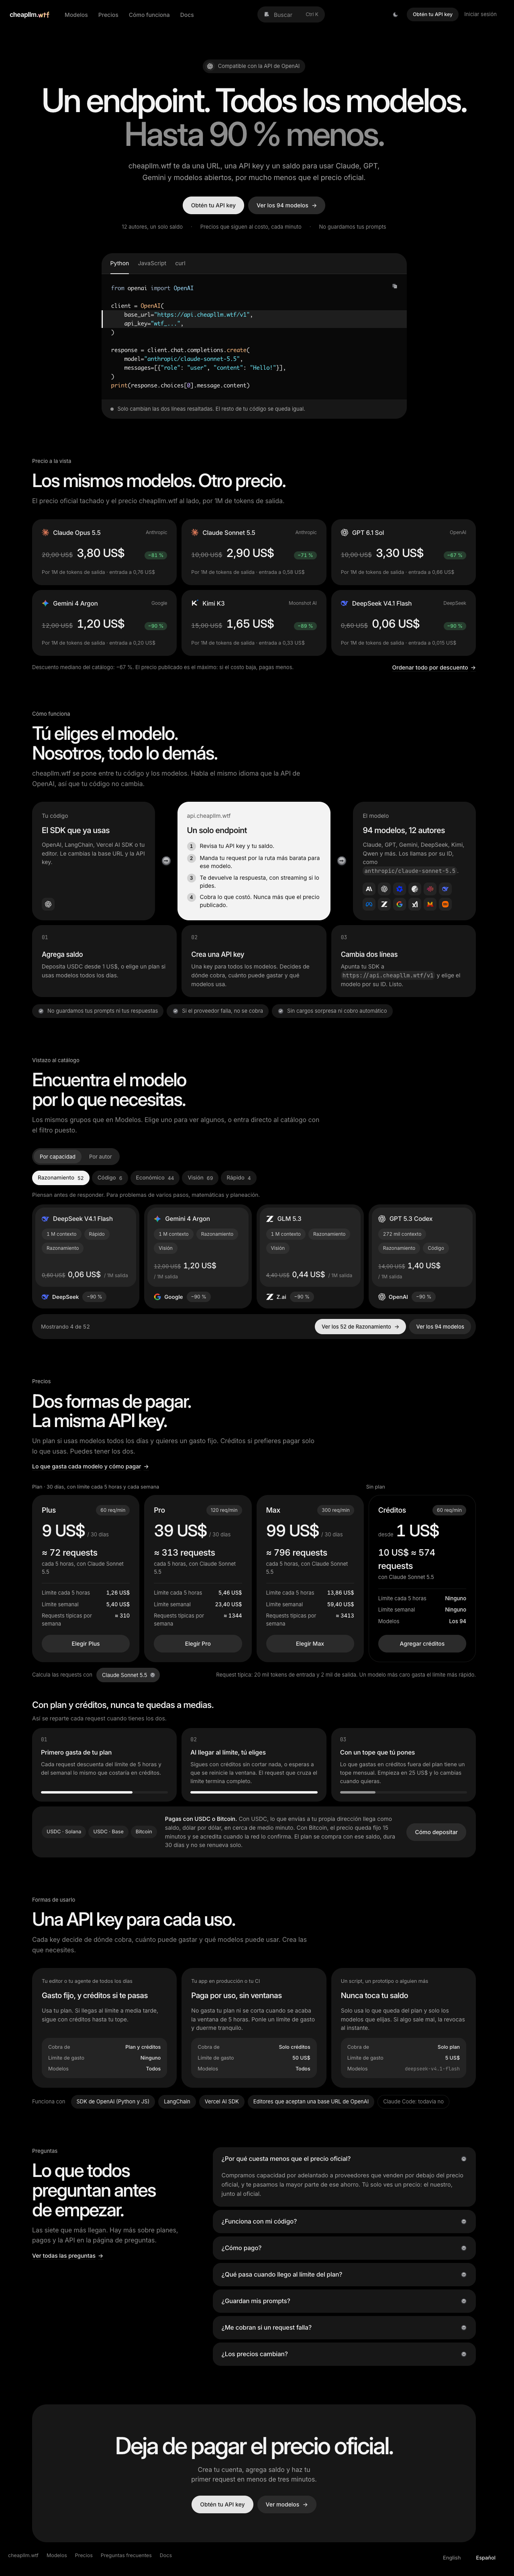 cheapllm.wtf
Modelos
Precios
Cómo funciona
Docs
Buscar
Ctrl K
Obtén tu API key
Iniciar sesión
Compatible con la API de OpenAI
Un endpoint. Todos los modelos.
Hasta 90 % menos.
cheapllm.wtf te da una URL, una API key y un saldo para usar Claude, GPT,
Gemini y modelos abiertos, por mucho menos que el precio oficial.
Obtén tu API key
Ver los 94 modelos →
12 autores, un solo saldo
Precios que siguen al costo, cada minuto
No guardamos tus prompts
Python
JavaScript
curl
from openai import OpenAI
client = OpenAI(
base_url="https://api.cheapllm.wtf/v1",
api_key="wtf_...",
)
response = client.chat.completions.create(
model="anthropic/claude-sonnet-5.5",
messages=[{"role": "user", "content": "Hello!"}],
)
print(response.choices[0].message.content)
Solo cambian las dos líneas resaltadas. El resto de tu código se queda igual.
Precio a la vista
Los mismos modelos. Otro precio.
El precio oficial tachado y el precio cheapllm.wtf al lado, por 1M de tokens de salida.
Claude Opus 5.5
Anthropic
20,00 US$ 3,80 US$
−81 %
Por 1M de tokens de salida · entrada a 0,76 US$
Claude Sonnet 5.5
Anthropic
10,00 US$ 2,90 US$
−71 %
Por 1M de tokens de salida · entrada a 0,58 US$
GPT 6.1 Sol
OpenAI
10,00 US$ 3,30 US$
−67 %
Por 1M de tokens de salida · entrada a 0,66 US$
Gemini 4 Argon
Google
12,00 US$ 1,20 US$
−90 %
Por 1M de tokens de salida · entrada a 0,20 US$
Kimi K3
Moonshot AI
15,00 US$ 1,65 US$
−89 %
Por 1M de tokens de salida · entrada a 0,33 US$
DeepSeek V4.1 Flash
DeepSeek
0,60 US$ 0,06 US$
−90 %
Por 1M de tokens de salida · entrada a 0,015 US$
Descuento mediano del catálogo: −67 %. El precio publicado es el máximo: si el costo baja, pagas menos.
Ordenar todo por descuento →
Cómo funciona
Tú eliges el modelo.
Nosotros, todo lo demás.
cheapllm.wtf se pone entre tu código y los modelos. Habla el mismo idioma que la API de
OpenAI, así que tu código no cambia.
Tu código
El SDK que ya usas
OpenAI, LangChain, Vercel AI SDK o tu
editor. Le cambias la base URL y la API
key.
api.cheapllm.wtf
Un solo endpoint
1 Revisa tu API key y tu saldo.
2 Manda tu request por la ruta más barata para
ese modelo.
3 Te devuelve la respuesta, con streaming si lo
pides.
4 Cobra lo que costó. Nunca más que el precio
publicado.
El modelo
94 modelos, 12 autores
Claude, GPT, Gemini, DeepSeek, Kimi,
Qwen y más. Los llamas por su ID,
como
anthropic/claude-sonnet-5.5.
01
Agrega saldo
Deposita USDC desde 1 US$, o elige un plan si
usas modelos todos los días.
02
Crea una API key
Una key para todos los modelos. Decides de
dónde cobra, cuánto puede gastar y qué
modelos usa.
03
Cambia dos líneas
Apunta tu SDK a
https://api.cheapllm.wtf/v1 y elige el
modelo por su ID. Listo.
No guardamos tus prompts ni tus respuestas
Si el proveedor falla, no se cobra
Sin cargos sorpresa ni cobro automático
Vistazo al catálogo
Encuentra el modelo
por lo que necesitas.
Los mismos grupos que en Modelos. Elige uno para ver algunos, o entra directo al catálogo con
el filtro puesto.
Por capacidad
Por autor
Razonamiento 52
Código 6
Económico 44
Visión 69
Rápido 4
Piensan antes de responder. Para problemas de varios pasos, matemáticas y planeación.
DeepSeek V4.1 Flash
1 M contexto
Rápido
Razonamiento
0,60 US$ 0,06 US$ / 1M salida
DeepSeek
−90 %
Gemini 4 Argon
1 M contexto
Razonamiento
Visión
12,00 US$ 1,20 US$
/ 1M salida
Google
−90 %
GLM 5.3
1 M contexto
Razonamiento
Visión
4,40 US$ 0,44 US$ / 1M salida
Z.ai
−90 %
GPT 5.3 Codex
272 mil contexto
Razonamiento
Código
14,00 US$ 1,40 US$
/ 1M salida
OpenAI
−90 %
Mostrando 4 de 52
Ver los 52 de Razonamiento →
Ver los 94 modelos
Precios
Dos formas de pagar.
La misma API key.
Un plan si usas modelos todos los días y quieres un gasto fijo. Créditos si prefieres pagar solo
lo que usas. Puedes tener los dos.
Lo que gasta cada modelo y cómo pagar →
Plan · 30 días, con límite cada 5 horas y cada semana
Sin plan
Plus
60 req/min
9 US$ / 30 días
≈ 72 requests
cada 5 horas, con Claude Sonnet
5.5
Límite cada 5 horas 1,26 US$
Límite semanal 5,40 US$
Requests típicas por
semana
≈ 310
Elegir Plus
Pro
120 req/min
39 US$ / 30 días
≈ 313 requests
cada 5 horas, con Claude Sonnet
5.5
Límite cada 5 horas 5,46 US$
Límite semanal 23,40 US$
Requests típicas por
semana
≈ 1344
Elegir Pro
Max
300 req/min
99 US$ / 30 días
≈ 796 requests
cada 5 horas, con Claude Sonnet
5.5
Límite cada 5 horas 13,86 US$
Límite semanal 59,40 US$
Requests típicas por
semana
≈ 3413
Elegir Max
Créditos
60 req/min
desde 1 US$
10 US$ ≈ 574
requests
con Claude Sonnet 5.5
Límite cada 5 horas Ninguno
Límite semanal Ninguno
Modelos Los 94
Agregar créditos
Calcula las requests con
Claude Sonnet 5.5
Request típica: 20 mil tokens de entrada y 2 mil de salida. Un modelo más caro gasta el límite más rápido.
Con plan y créditos, nunca te quedas a medias.
Así se reparte cada request cuando tienes los dos.
01
Primero gasta de tu plan
Cada request descuenta del límite de 5 horas y
del semanal lo mismo que costaría en créditos.
02
Al llegar al límite, tú eliges
Sigues con créditos sin cortar nada, o esperas a
que se reinicie la ventana. El request que cruza el
límite termina completo.
03
Con un tope que tú pones
Lo que gastas en créditos fuera del plan tiene un
tope mensual. Empieza en 25 US$ y lo cambias
cuando quieras.
USDC · Solana
USDC · Base
Bitcoin
Pagas con USDC o Bitcoin. Con USDC, lo que envías a tu propia dirección llega como
saldo, dólar por dólar, en cerca de medio minuto. Con Bitcoin, el precio queda fijo 15
minutos y se acredita cuando la red lo confirma. El plan se compra con ese saldo, dura
30 días y no se renueva solo.
Cómo depositar
Formas de usarlo
Una API key para cada uso.
Cada key decide de dónde cobra, cuánto puede gastar y qué modelos puede usar. Crea las
que necesites.
Tu editor o tu agente de todos los días
Gasto fijo, y créditos si te pasas
Usa tu plan. Si llegas al límite a media tarde,
sigue con créditos hasta tu tope.
Cobra de Plan y créditos
Límite de gasto Ninguno
Modelos Todos
Tu app en producción o tu CI
Paga por uso, sin ventanas
No gasta tu plan ni se corta cuando se acaba
la ventana de 5 horas. Ponle un límite de gasto
y duerme tranquilo.
Cobra de Solo créditos
Límite de gasto 50 US$
Modelos Todos
Un script, un prototipo o alguien más
Nunca toca tu saldo
Solo usa lo que queda del plan y solo los
modelos que elijas. Si algo sale mal, la revocas
al instante.
Cobra de Solo plan
Límite de gasto 5 US$
Modelos deepseek-v4.1-flash
Funciona con
SDK de OpenAI (Python y JS)
LangChain
Vercel AI SDK
Editores que aceptan una base URL de OpenAI
Claude Code: todavía no
Preguntas
Lo que todos
preguntan antes
de empezar.
Las siete que más llegan. Hay más sobre planes,
pagos y la API en la página de preguntas.
Ver todas las preguntas →
¿Por qué cuesta menos que el precio oficial?
Compramos capacidad por adelantado a proveedores que venden por debajo del precio
oficial, y te pasamos la mayor parte de ese ahorro. Tú solo ves un precio: el nuestro,
junto al oficial.
¿Funciona con mi código?
¿Cómo pago?
¿Qué pasa cuando llego al límite del plan?
¿Guardan mis prompts?
¿Me cobran si un request falla?
¿Los precios cambian?
Deja de pagar el precio oficial.
Crea tu cuenta, agrega saldo y haz tu
primer request en menos de tres minutos.
Obtén tu API key
Ver modelos →
cheapllm.wtf
Modelos
Precios
Preguntas frecuentes
Docs
English
Español